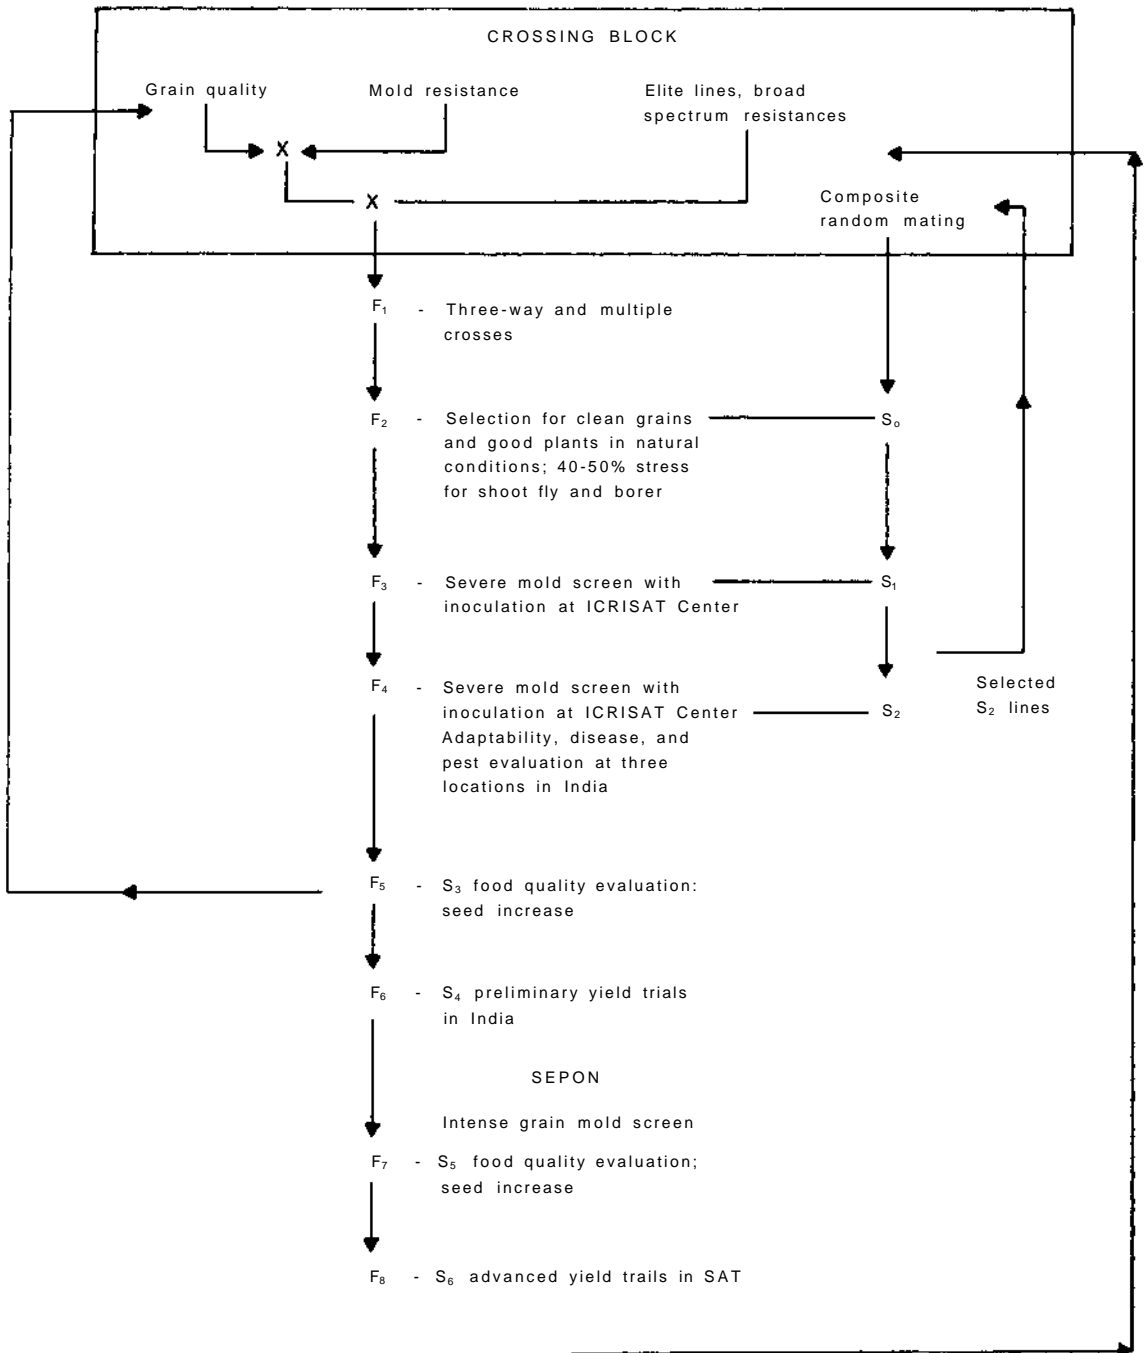 CROSSING BLOCK
Grain quality
Mold resistance
Elite lines, broad
spectrum resistances
X
X
Composite
random mating
F₁ - Three-way and multiple
crosses
F₂ - Selection for clean grains
and good plants in natural
conditions; 40-50% stress
for shoot fly and borer
S₀
F₃ - Severe mold screen with
inoculation at ICRISAT Center
S₁
F₄ - Severe mold screen with
inoculation at ICRISAT Center
Adaptability, disease, and
pest evaluation at three
locations in India
S₂
Selected
S₂ lines
F₅ - S₃ food quality evaluation:
seed increase
F₆ - S₄ preliminary yield trials
in India
SEPON
Intense grain mold screen
F₇ - S₅ food quality evaluation;
seed increase
F₈ - S₆ advanced yield trails in SAT